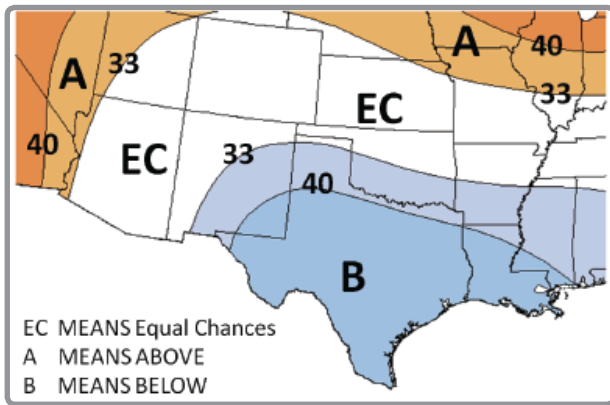 A
40
A
33
40
33
EC
EC
33
40
B
EC MEANS Equal Chances
A MEANS ABOVE
B MEANS BELOW